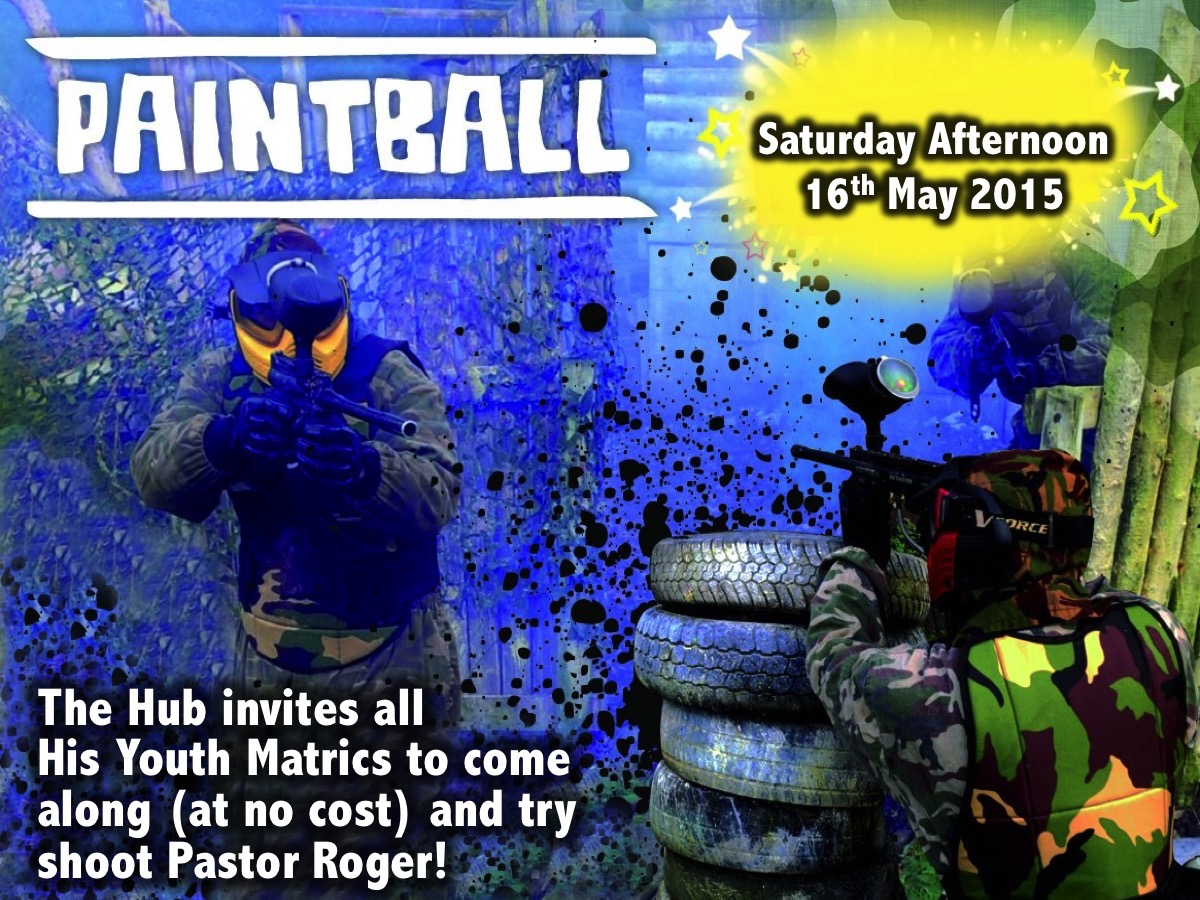 PAINTBALL
Saturday Afternoon
16th May 2015
VFORCE
The Hub invites all
His Youth Matrics to come
along (at no cost) and try
shoot Pastor Roger!